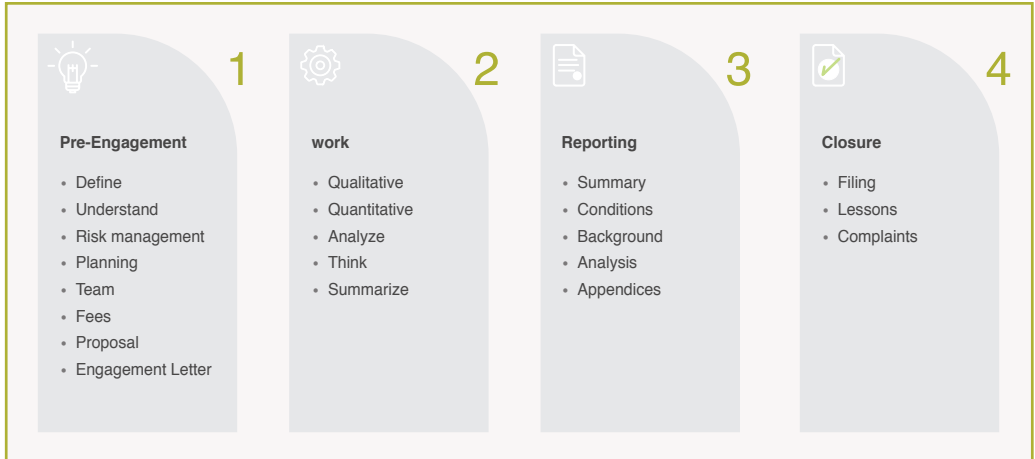 1
Pre-Engagement
• Define
• Understand
• Risk management
• Planning
• Team
• Fees
• Proposal
• Engagement Letter
2
work
• Qualitative
• Quantitative
• Analyze
• Think
• Summarize
3
Reporting
• Summary
• Conditions
• Background
• Analysis
• Appendices
4
Closure
• Filing
• Lessons
• Complaints